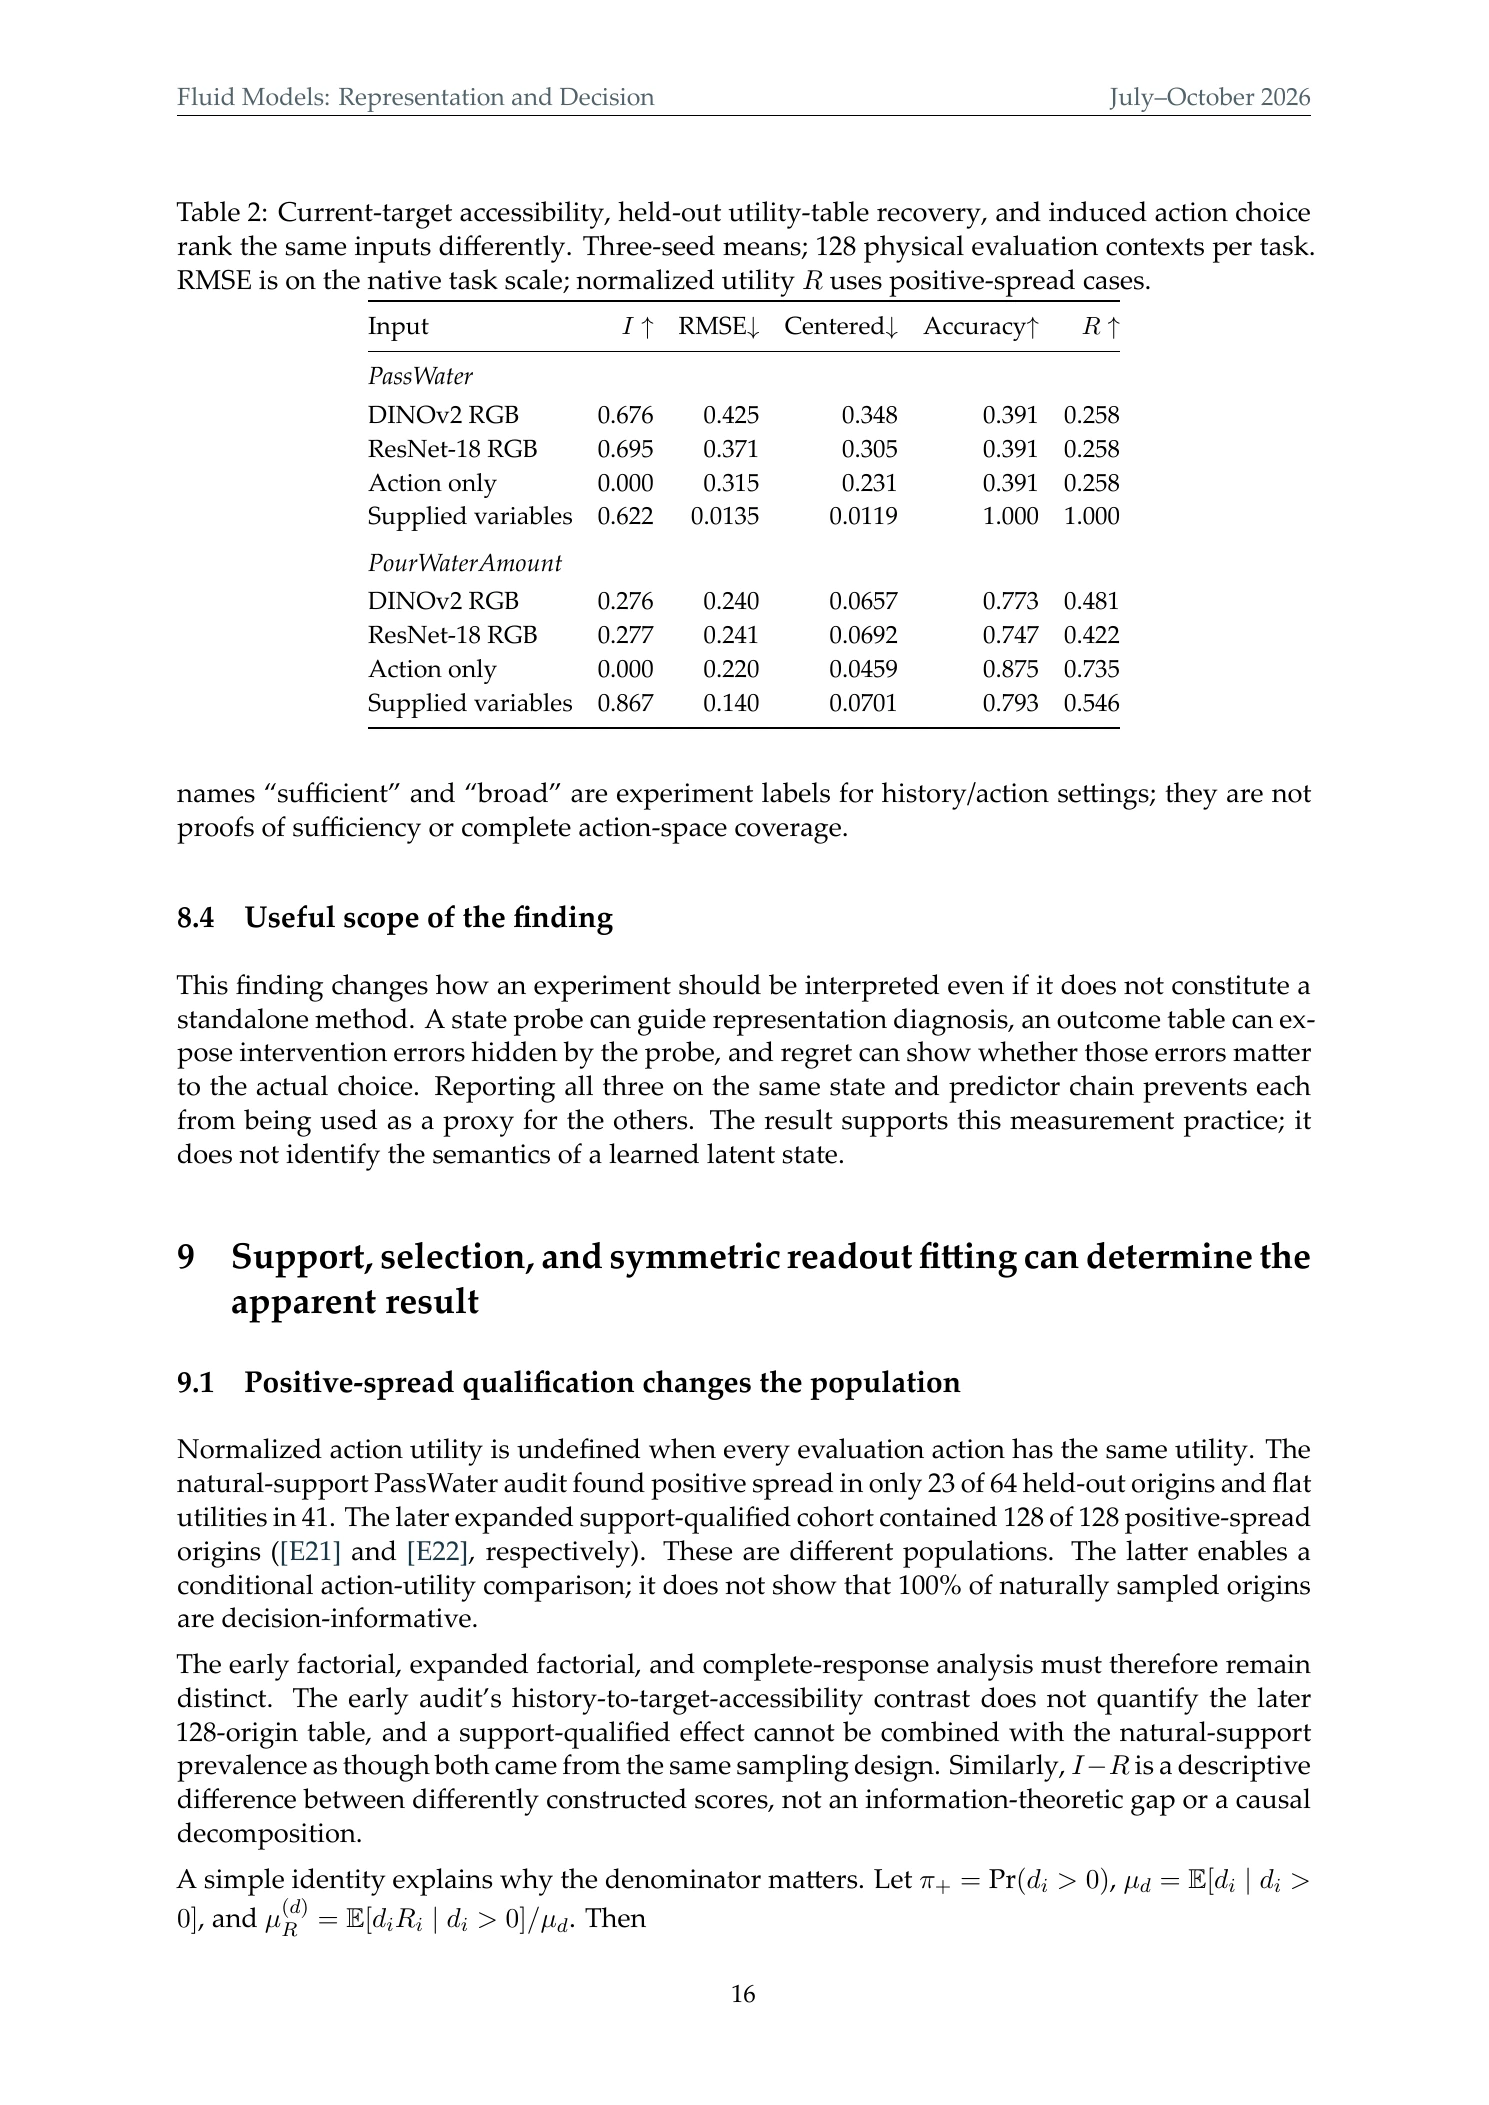 Fluid Models: Representation and Decision July–October 2026
Table 2: Current-target accessibility, held-out utility-table recovery, and induced action choice
rank the same inputs differently. Three-seed means; 128 physical evaluation contexts per task.
RMSE is on the native task scale; normalized utility R uses positive-spread cases.
Input I ↑ RMSE↓ Centered↓ Accuracy↑ R ↑
PassWater
DINOv2 RGB 0.676 0.425 0.348 0.391 0.258
ResNet-18 RGB 0.695 0.371 0.305 0.391 0.258
Action only 0.000 0.315 0.231 0.391 0.258
Supplied variables 0.622 0.0135 0.0119 1.000 1.000
PourWaterAmount
DINOv2 RGB 0.276 0.240 0.0657 0.773 0.481
ResNet-18 RGB 0.277 0.241 0.0692 0.747 0.422
Action only 0.000 0.220 0.0459 0.875 0.735
Supplied variables 0.867 0.140 0.0701 0.793 0.546
names “sufficient” and “broad” are experiment labels for history/action settings; they are not
proofs of sufficiency or complete action-space coverage.
8.4 Useful scope of the finding
This finding changes how an experiment should be interpreted even if it does not constitute a
standalone method. A state probe can guide representation diagnosis, an outcome table can ex-
pose intervention errors hidden by the probe, and regret can show whether those errors matter
to the actual choice. Reporting all three on the same state and predictor chain prevents each
from being used as a proxy for the others. The result supports this measurement practice; it
does not identify the semantics of a learned latent state.
9 Support, selection, and symmetric readout fitting can determine the
apparent result
9.1 Positive-spread qualification changes the population
Normalized action utility is undefined when every evaluation action has the same utility. The
natural-support PassWater audit found positive spread in only 23 of 64 held-out origins and flat
utilities in 41. The later expanded support-qualified cohort contained 128 of 128 positive-spread
origins ([E21] and [E22], respectively). These are different populations. The latter enables a
conditional action-utility comparison; it does not show that 100% of naturally sampled origins
are decision-informative.
The early factorial, expanded factorial, and complete-response analysis must therefore remain
distinct. The early audit’s history-to-target-accessibility contrast does not quantify the later
128-origin table, and a support-qualified effect cannot be combined with the natural-support
prevalence as though both came from the same sampling design. Similarly, I − R is a descriptive
difference between differently constructed scores, not an information-theoretic gap or a causal
decomposition.
A simple identity explains why the denominator matters. Let π₊ = Pr(dᵢ > 0), μ_d = 𝔼[dᵢ | dᵢ >
0], and μ_R^(d) = 𝔼[dᵢRᵢ | dᵢ > 0]/μ_d. Then
16